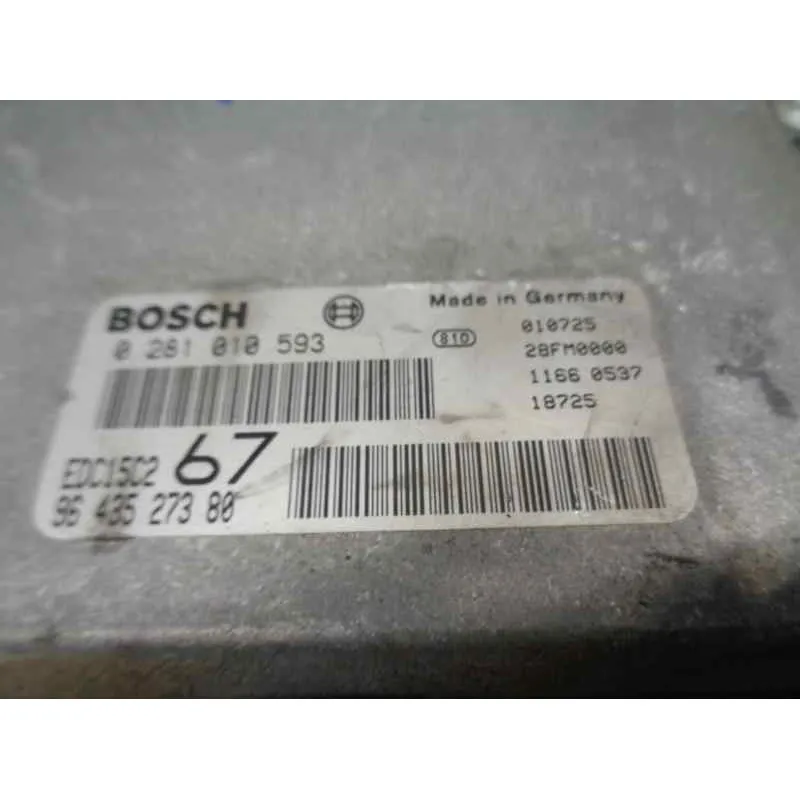 BOSCH
Made in Germany
0 281 010 593
810
010725
28FM0000
1166 0537
18725
EDC15C2 67
96 435 273 80